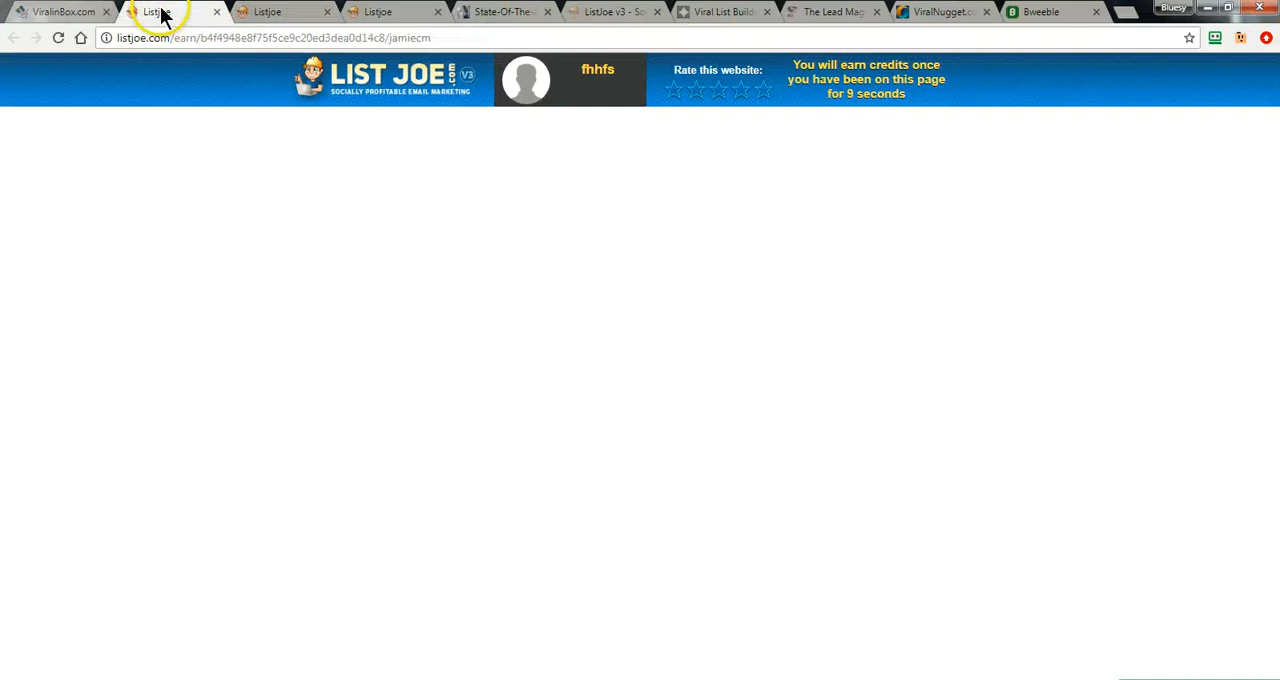 ViralinBox.com
Listjoe
Listjoe
Listjoe
State-Of-The-
ListJoe v3 - So
Viral List Build
The Lead Mag
ViralNugget.co
Bweeble
Bluesy
listjoe.com/earn/b4f4948e8f75f5ce9c20ed3dea0d14c8/jamiecm
LIST JOE.COM V3
SOCIALLY PROFITABLE EMAIL MARKETING
fhhfs
Rate this website:
You will earn credits once
you have been on this page
for 9 seconds